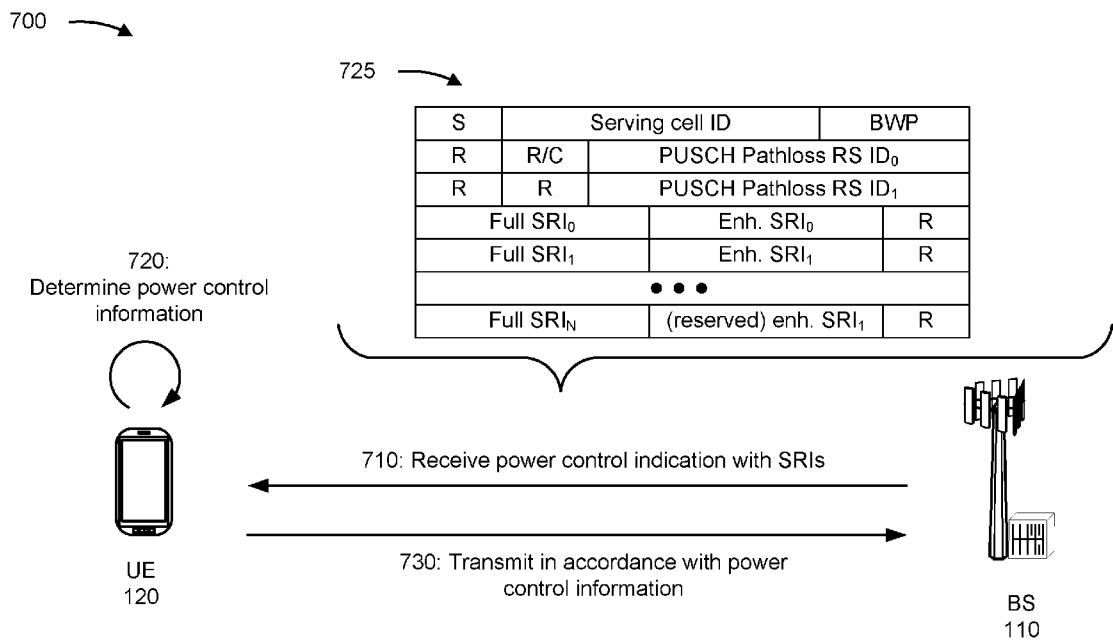 700
725
S Serving cell ID BWP
R R/C PUSCH Pathloss RS ID₀
R R PUSCH Pathloss RS ID₁
Full SRI₀ Enh. SRI₀ R
Full SRI₁ Enh. SRI₁ R
● ● ●
Full SRI_N (reserved) enh. SRI₁ R
720:
Determine power control
information
710: Receive power control indication with SRIs
730: Transmit in accordance with power
control information
UE
120
BS
110